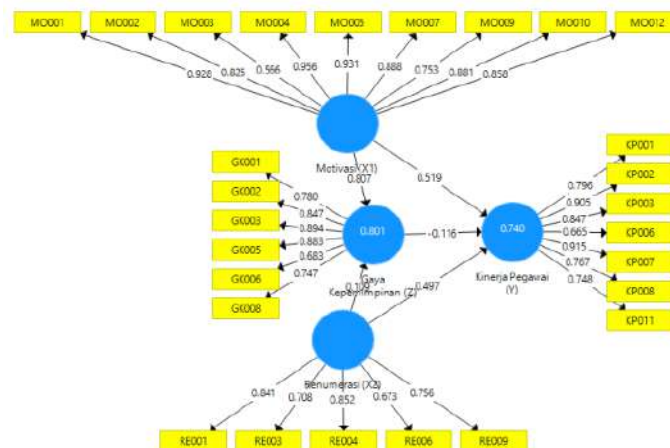 MO001 MO002 MO003 MO004 MO005 MO007 MO009 MO010 MO012
0.928 0.825 0.566 0.956 0.931 0.888 0.753 0.881 0.858
Motivasi (X1)
0.807
0.519
GK001
GK002
GK003
GK005
GK006
GK008
0.780
0.847
0.894
0.883
0.683
0.747
0.801
Gaya
Kepemimpinan (Z)
-0.116
0.740
Kinerja Pegawai
(Y)
0.796
0.905
0.847
0.665
0.915
0.767
0.748
KP001
KP002
KP003
KP006
KP007
KP008
KP011
0.109
0.497
Renumerasi (X2)
0.841 0.708 0.852 0.673 0.756
RE001 RE003 RE004 RE006 RE009